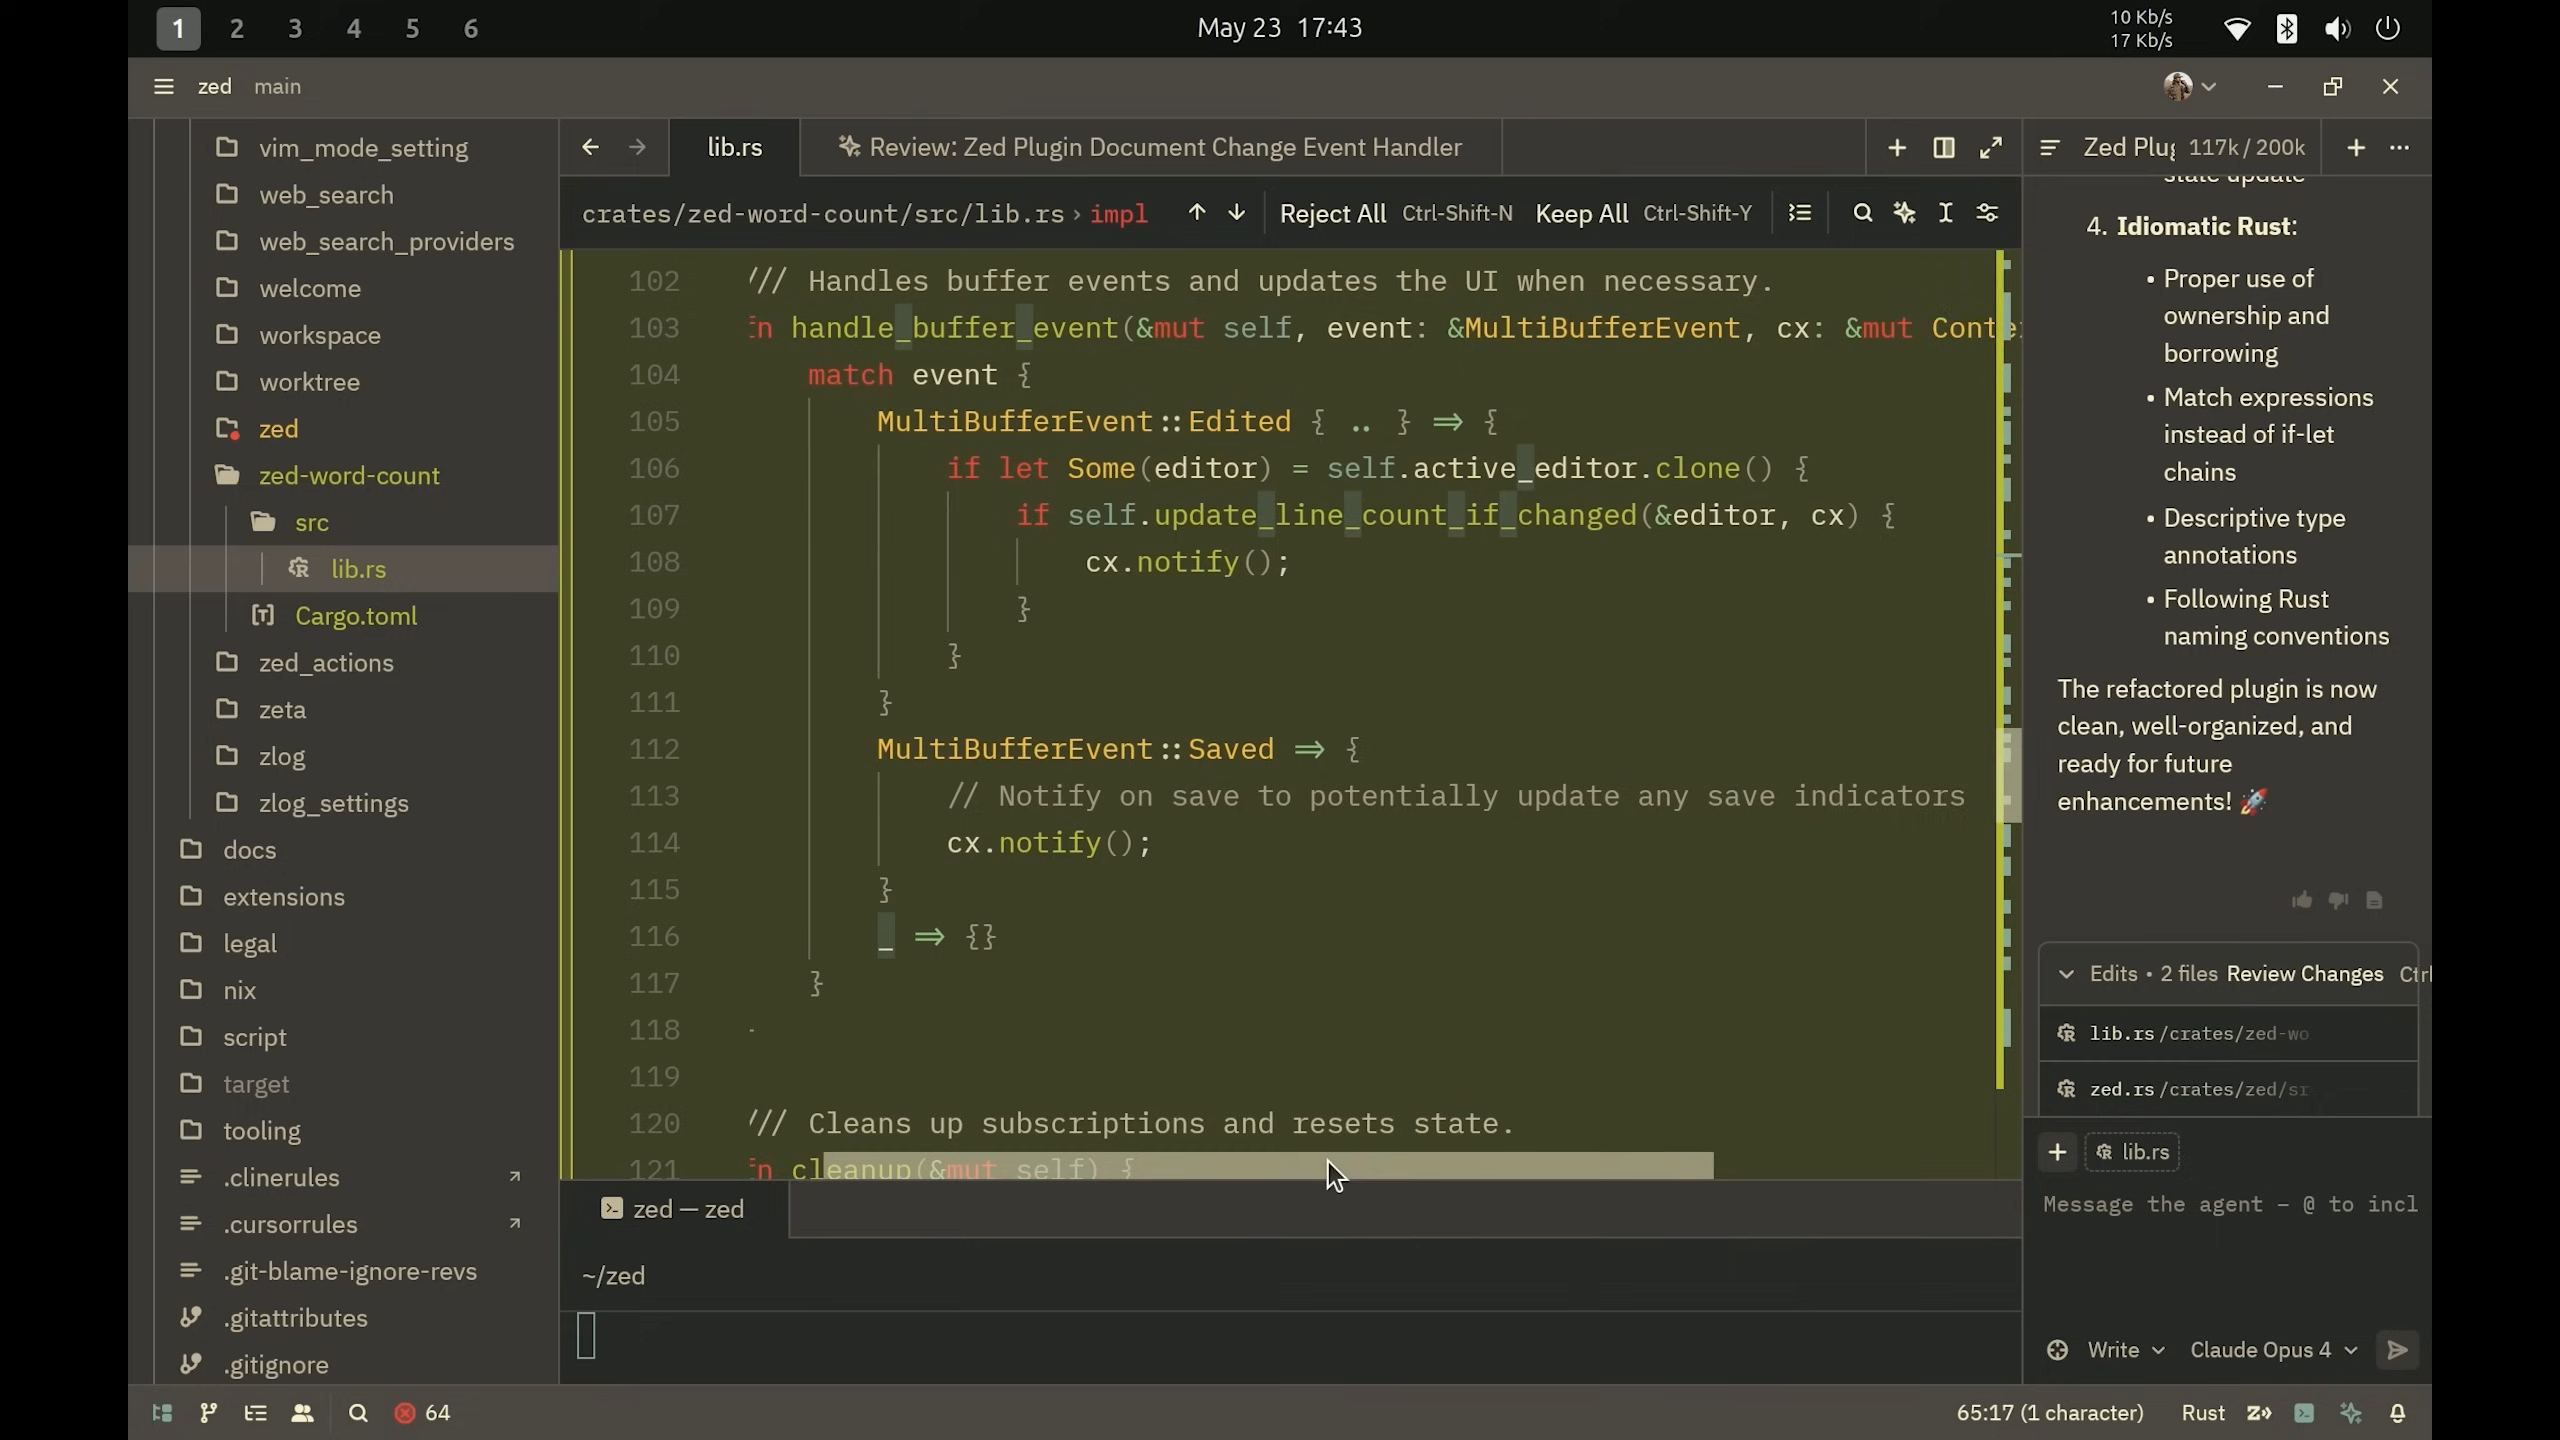 1 2 3 4 5 6
May 23 17:43
10 Kb/s
17 Kb/s
zed main
vim_mode_setting
web_search
web_search_providers
welcome
workspace
worktree
zed
zed-word-count
src
lib.rs
Cargo.toml
zed_actions
zeta
zlog
zlog_settings
docs
extensions
legal
nix
script
target
tooling
.clinerules
.cursorrules
.git-blame-ignore-revs
.gitattributes
.gitignore
lib.rs
Review: Zed Plugin Document Change Event Handler
crates/zed-word-count/src/lib.rs › impl
Reject All Ctrl-Shift-N Keep All Ctrl-Shift-Y
102 /// Handles buffer events and updates the UI when necessary.
103 n handle_buffer_event(&mut self, event: &MultiBufferEvent, cx: &mut Conte
104 match event {
105 MultiBufferEvent::Edited { .. } => {
106 if let Some(editor) = self.active_editor.clone() {
107 if self.update_line_count_if_changed(&editor, cx) {
108 cx.notify();
109 }
110 }
111 }
112 MultiBufferEvent::Saved => {
113 // Notify on save to potentially update any save indicators
114 cx.notify();
115 }
116 _ => {}
117 }
118
119
120 /// Cleans up subscriptions and resets state.
121 n cleanup(&mut self) {
zed — zed
~/zed
Zed Plug 117k / 200k
state update
4. Idiomatic Rust:
• Proper use of
ownership and
borrowing
• Match expressions
instead of if-let
chains
• Descriptive type
annotations
• Following Rust
naming conventions
The refactored plugin is now
clean, well-organized, and
ready for future
enhancements! 🚀
Edits • 2 files Review Changes Ctrl
lib.rs /crates/zed-wo
zed.rs /crates/zed/sr
lib.rs
Message the agent – @ to incl
Write Claude Opus 4
64
65:17 (1 character) Rust